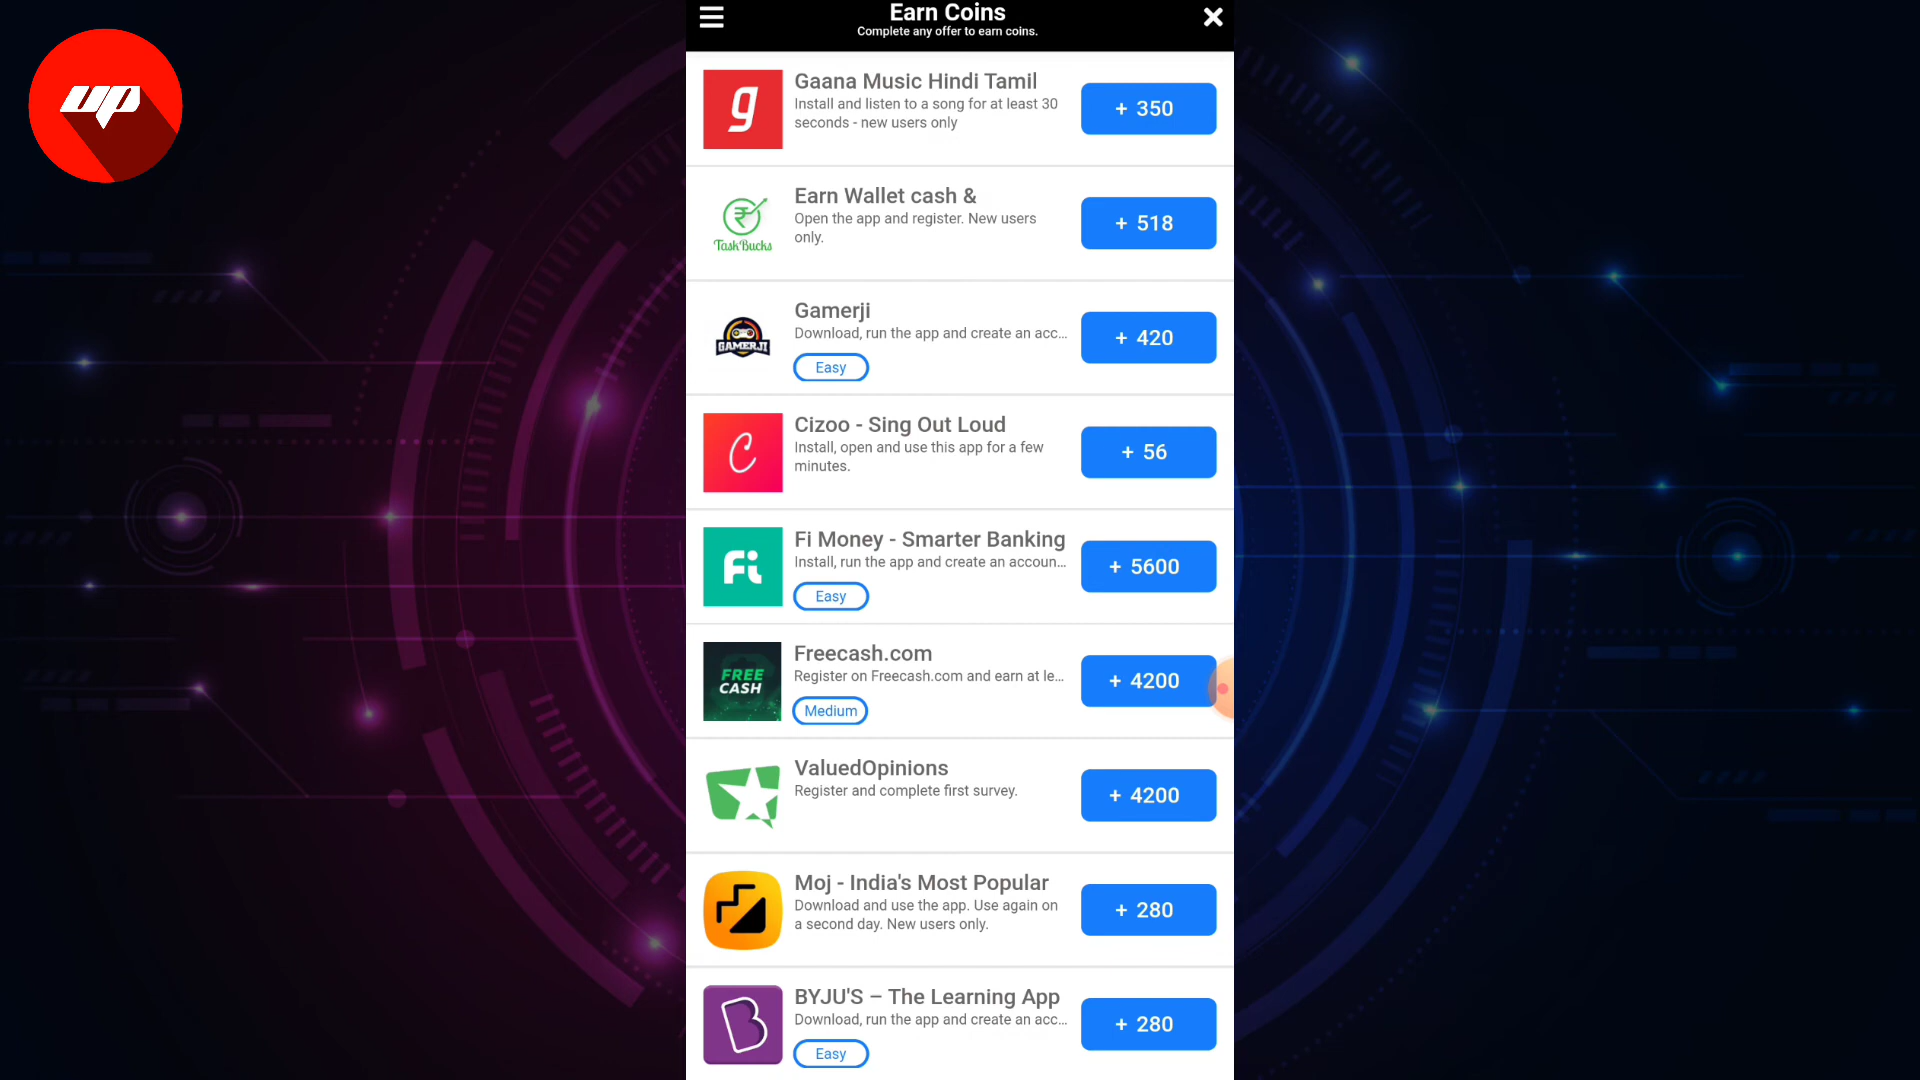 up
Earn Coins
Complete any offer to earn coins.
g
Gaana Music Hindi Tamil
Install and listen to a song for at least 30
seconds - new users only
+ 350
TaskBucks
Earn Wallet cash &
Open the app and register. New users
only.
+ 518
GAMERJI
Gamerji
Download, run the app and create an acc...
Easy
+ 420
C
Cizoo - Sing Out Loud
Install, open and use this app for a few
minutes.
+ 56
Fi
Fi Money - Smarter Banking
Install, run the app and create an accoun...
Easy
+ 5600
FREE
CASH
Freecash.com
Register on Freecash.com and earn at le...
Medium
+ 4200
ValuedOpinions
Register and complete first survey.
+ 4200
Moj - India's Most Popular
Download and use the app. Use again on
a second day. New users only.
+ 280
B
BYJU'S – The Learning App
Download, run the app and create an acc...
Easy
+ 280